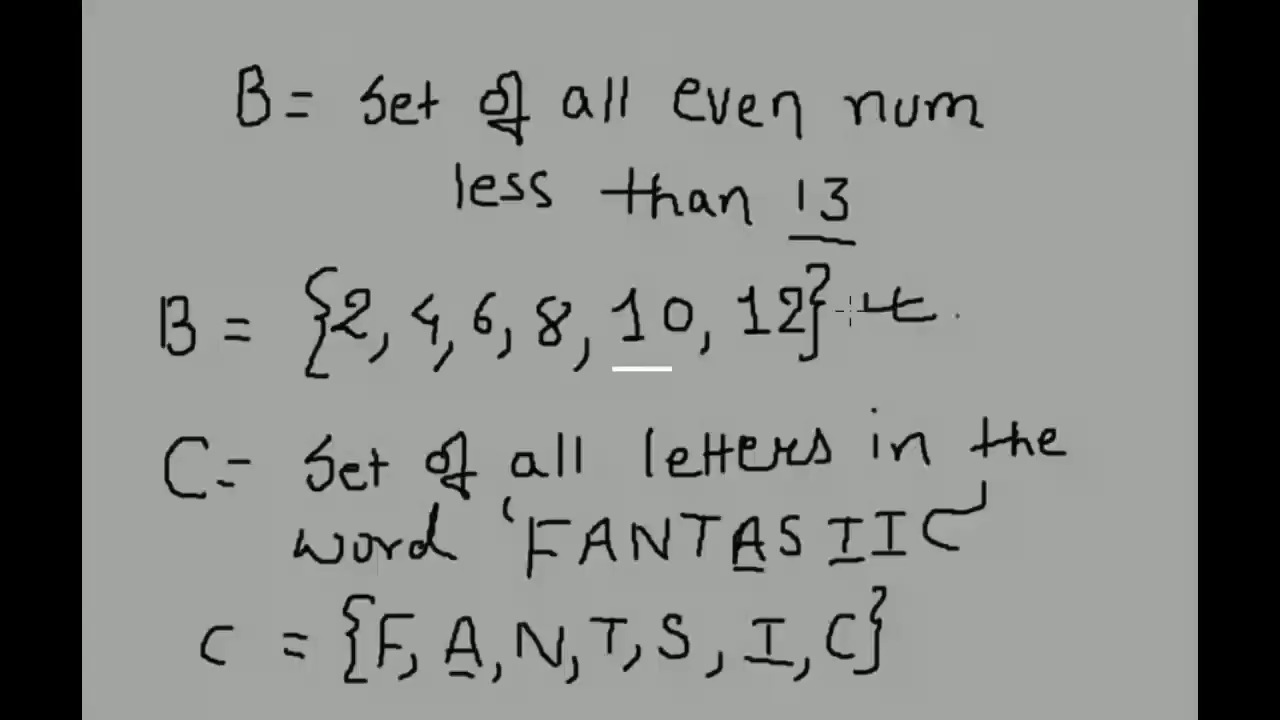 B = Set of all even num
less than 13
B = {2, 4, 6, 8, 10, 12}
C = Set of all letters in the
word 'FANTASIIC'
C = {F, A, N, T, S, I, C}